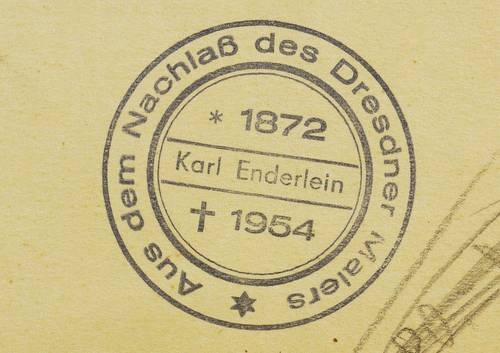 Aus dem Nachlaß des Dresdner Malers
* 1872
Karl Enderlein
† 1954